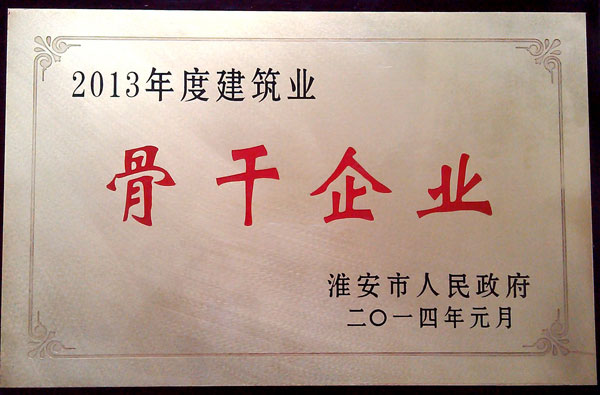 2013年度建筑业
骨干企业
淮安市人民政府
二〇一四年元月